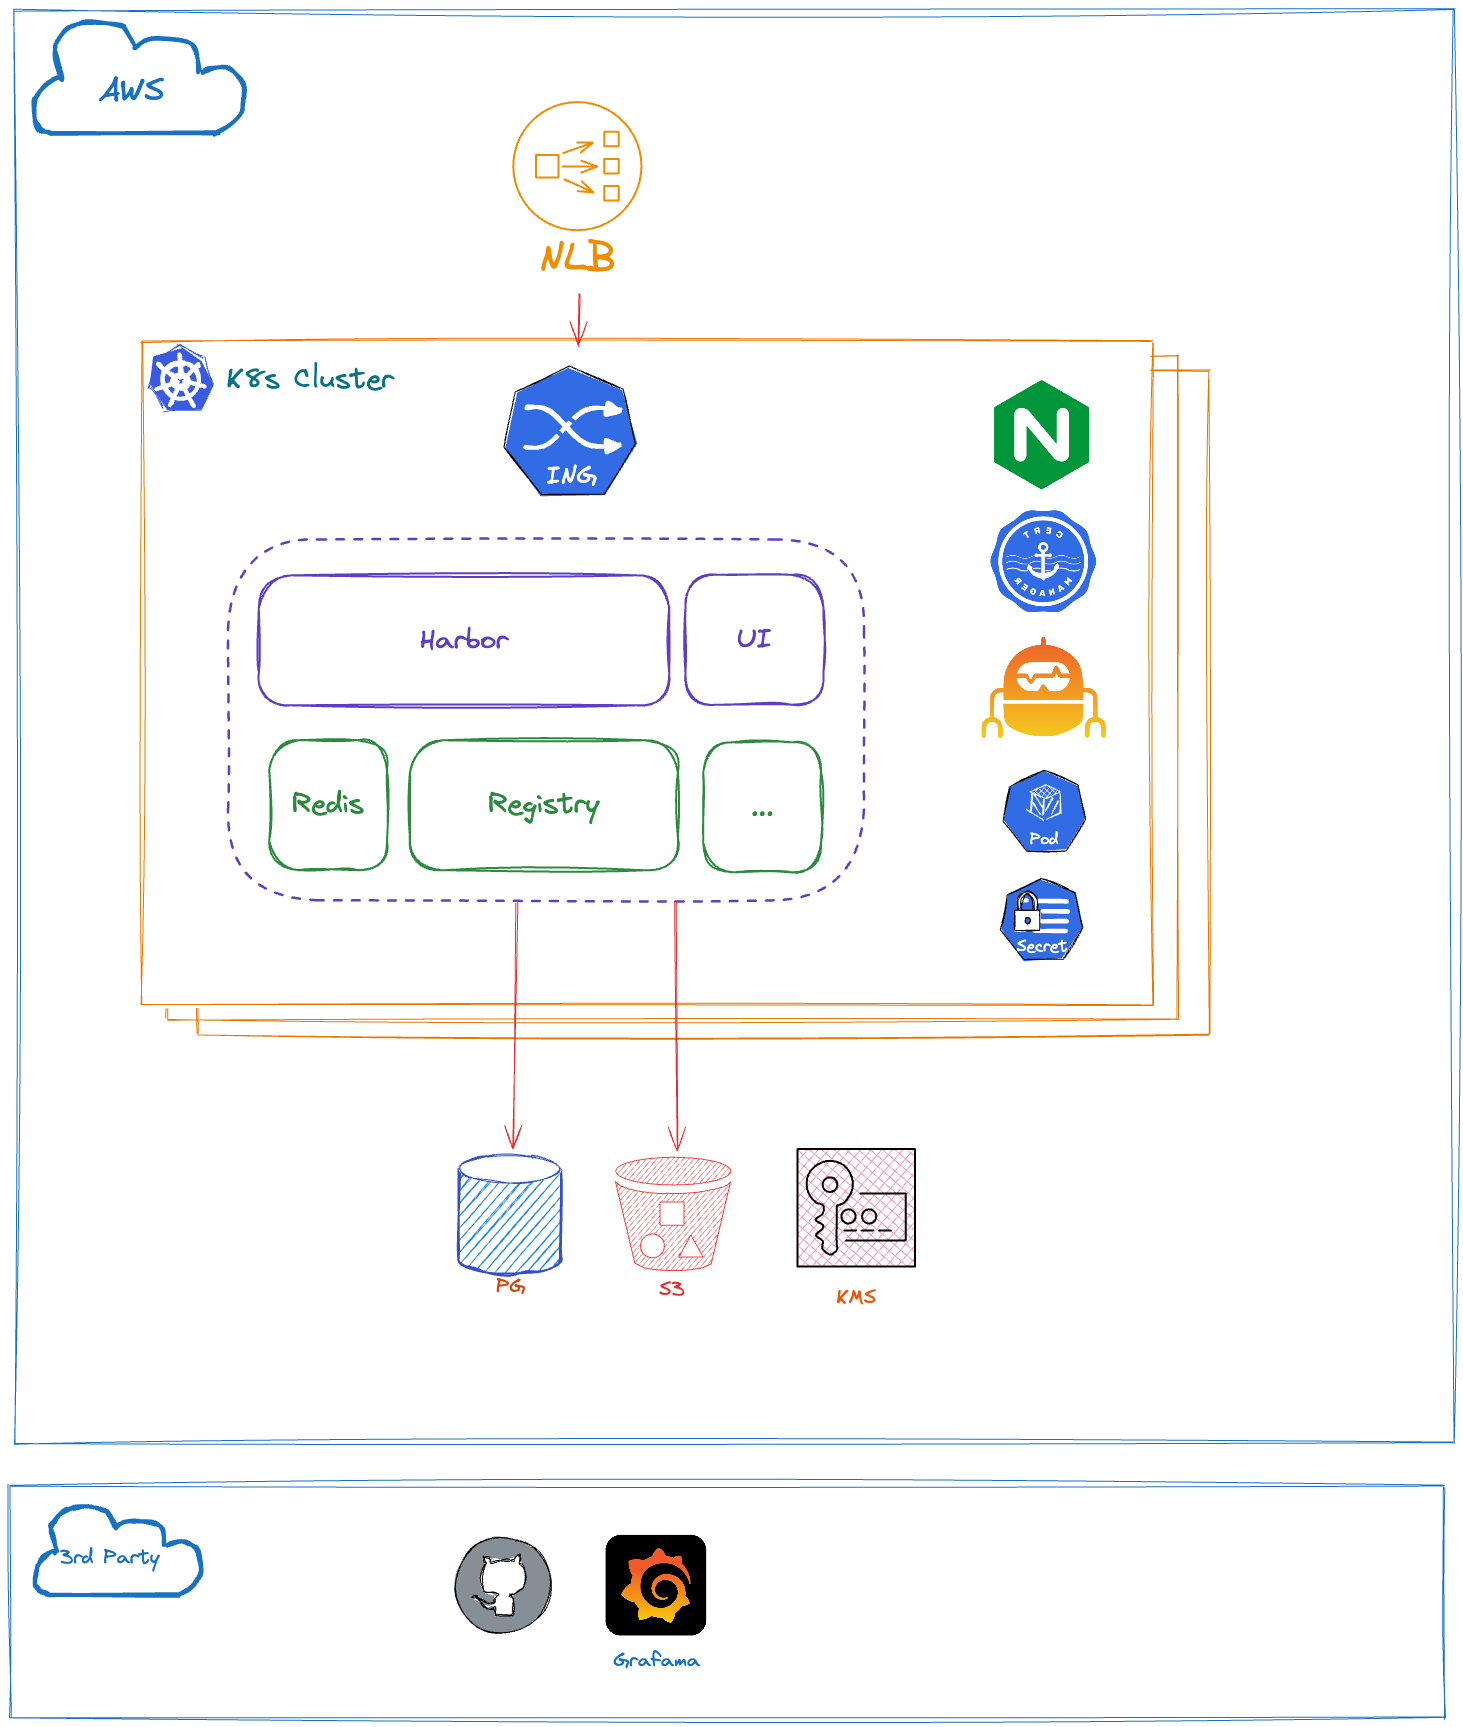 AWS
NLB
K8s Cluster
ING
N
CERT
MANAGER
Harbor
UI
Redis
Registry
...
Pod
Secret
PG
S3
KMS
3rd Party
Grafama